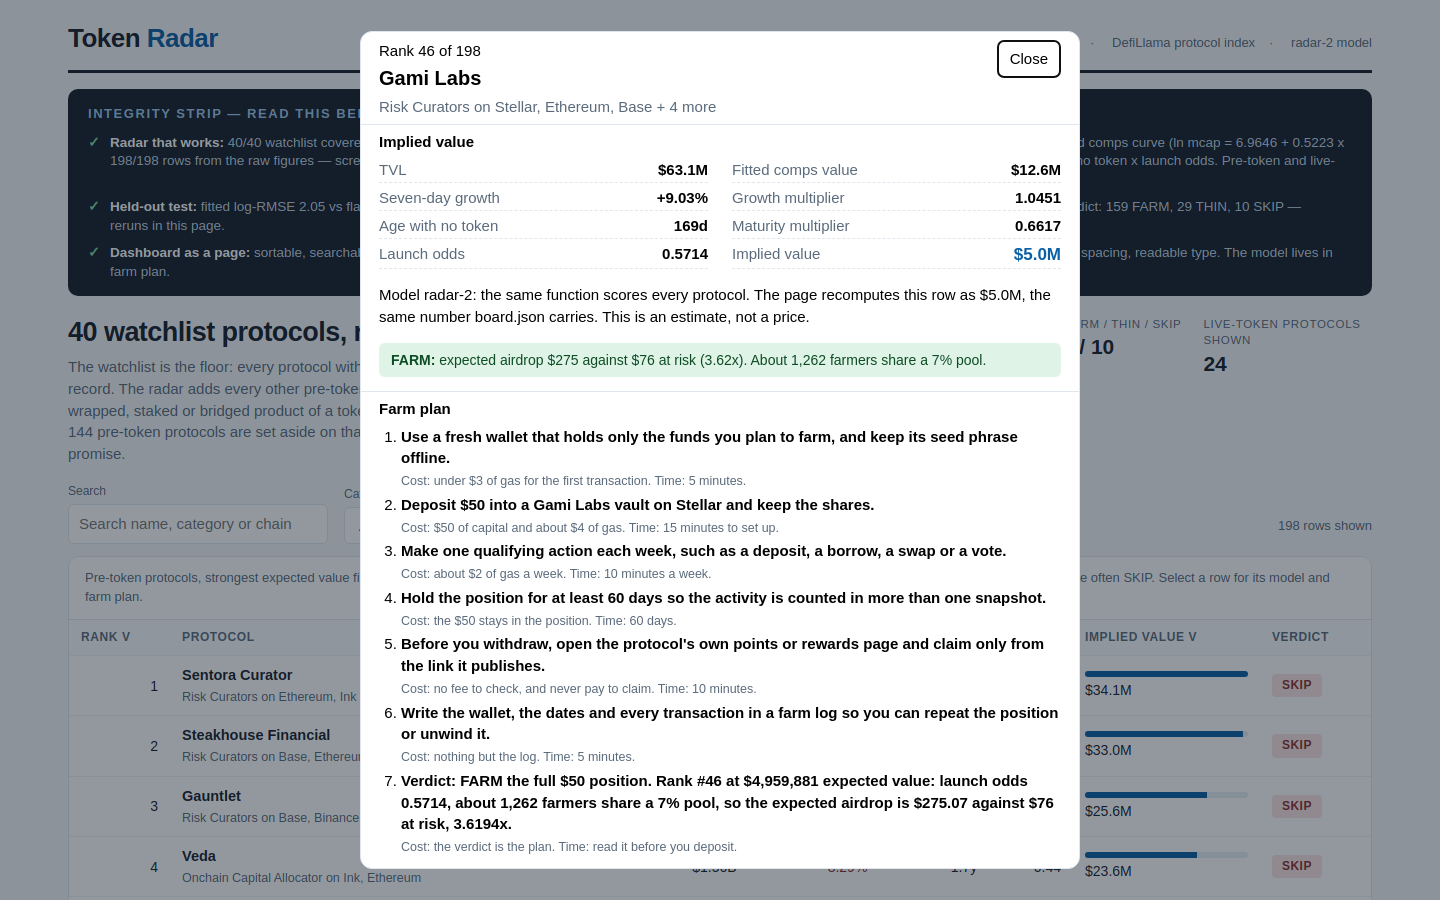 Token Radar
· DefiLlama protocol index · radar-2 model
INTEGRITY STRIP — READ THIS
✓ Radar that works: 40/40 watchlist
198/198 rows from the raw figures —
d comps curve (ln mcap = 6.9646 + 0.5223 x
no token x launch odds. Pre-token and live-
✓ Held-out test: fitted log-RMSE 2.05 vs
reruns in this page.
dict: 159 FARM, 29 THIN, 10 SKIP —
✓ Dashboard as a page: sortable,
farm plan.
spacing, readable type. The model lives in
40 watchlist protocols,
The watchlist is the floor: every protocol with
record. The radar adds every other
wrapped, staked or bridged product of a
144 pre-token protocols are set aside on
promise.
RM / THIN / SKIP
/ 10
LIVE-TOKEN PROTOCOLS
SHOWN
24
Search
Search name, category or chain
198 rows shown
Pre-token protocols, strongest expected value
farm plan.
e often SKIP. Select a row for its model and
RANK V PROTOCOL IMPLIED VALUE V VERDICT
1 Sentora Curator
Risk Curators on Ethereum, Ink
$34.1M SKIP
2 Steakhouse Financial
Risk Curators on Base,
$33.0M SKIP
3 Gauntlet
Risk Curators on Base, Binance
$25.6M SKIP
4 Veda
Onchain Capital Allocator on Ink, Ethereum
$23.6M SKIP
Rank 46 of 198
Close
Gami Labs
Risk Curators on Stellar, Ethereum, Base + 4 more
Implied value
TVL $63.1M Fitted comps value $12.6M
Seven-day growth +9.03% Growth multiplier 1.0451
Age with no token 169d Maturity multiplier 0.6617
Launch odds 0.5714 Implied value $5.0M
Model radar-2: the same function scores every protocol. The page recomputes this row as $5.0M, the
same number board.json carries. This is an estimate, not a price.
FARM: expected airdrop $275 against $76 at risk (3.62x). About 1,262 farmers share a 7% pool.
Farm plan
1. Use a fresh wallet that holds only the funds you plan to farm, and keep its seed phrase
offline.
Cost: under $3 of gas for the first transaction. Time: 5 minutes.
2. Deposit $50 into a Gami Labs vault on Stellar and keep the shares.
Cost: $50 of capital and about $4 of gas. Time: 15 minutes to set up.
3. Make one qualifying action each week, such as a deposit, a borrow, a swap or a vote.
Cost: about $2 of gas a week. Time: 10 minutes a week.
4. Hold the position for at least 60 days so the activity is counted in more than one snapshot.
Cost: the $50 stays in the position. Time: 60 days.
5. Before you withdraw, open the protocol's own points or rewards page and claim only from
the link it publishes.
Cost: no fee to check, and never pay to claim. Time: 10 minutes.
6. Write the wallet, the dates and every transaction in a farm log so you can repeat the position
or unwind it.
Cost: nothing but the log. Time: 5 minutes.
7. Verdict: FARM the full $50 position. Rank #46 at $4,959,881 expected value: launch odds
0.5714, about 1,262 farmers share a 7% pool, so the expected airdrop is $275.07 against $76
at risk, 3.6194x.
Cost: the verdict is the plan. Time: read it before you deposit.